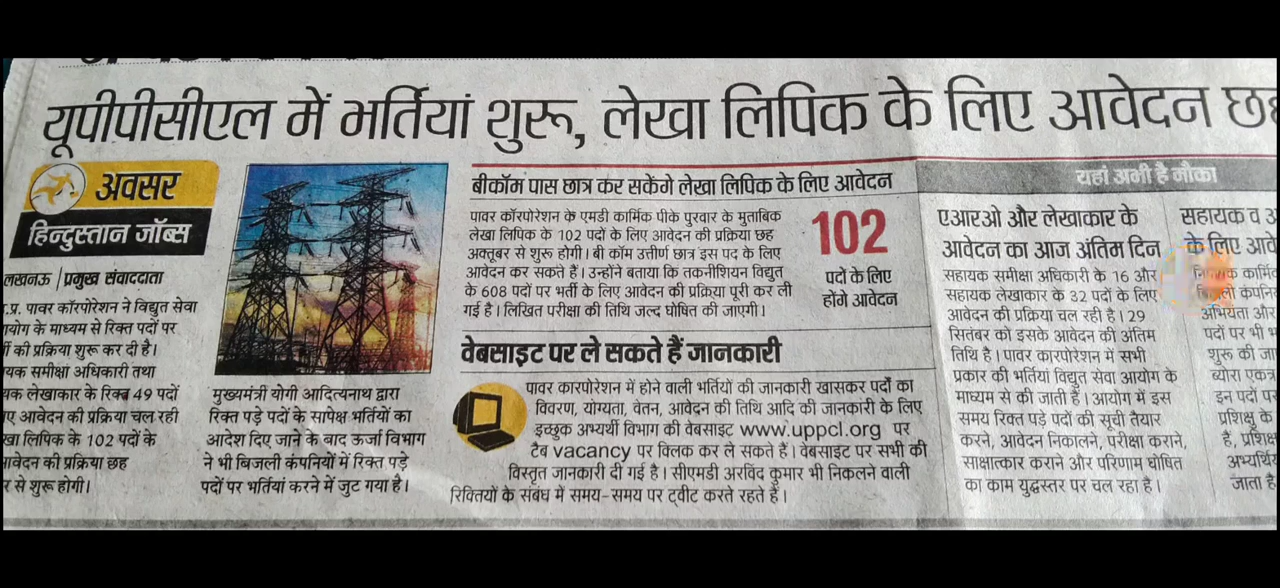 यूपीपीसीएल में भर्तियां शुरू, लेखा लिपिक के लिए आवेदन
अवसर
हिन्दुस्तान जॉब्स
लखनऊ | प्रमुख संवाददाता
पावर कॉरपोरेशन ने विद्युत सेवा
के माध्यम से रिक्त पदों पर
की प्रक्रिया शुरू कर दी है।
समीक्षा अधिकारी तथा
लेखाकार के रिक्त 49 पदों
आवेदन की प्रक्रिया चल रही
लिपिक के 102 पदों के
की प्रक्रिया छह
से शुरू होगी।
मुख्यमंत्री योगी आदित्यनाथ द्वारा
रिक्त पड़े पदों के सापेक्ष भर्तियों का
आदेश दिए जाने के बाद ऊर्जा विभाग
ने भी बिजली कंपनियों में रिक्त पड़े
पदों पर भर्तियां करने में जुट गया है।
बीकॉम पास छात्र कर सकेंगे लेखा लिपिक के लिए आवेदन
पावर कॉरपोरेशन के एमडी कार्मिक पीके पुरवार के मुताबिक
लेखा लिपिक के 102 पदों के लिए आवेदन की प्रक्रिया छह
अक्तूबर से शुरू होगी। बी कॉम उत्तीर्ण छात्र इस पद के लिए
आवेदन कर सकते हैं। उन्होंने बताया कि तकनीशियन विद्युत
के 608 पदों पर भर्ती के लिए आवेदन की प्रक्रिया पूरी कर ली
गई है। लिखित परीक्षा की तिथि जल्द घोषित की जाएगी।
102
पदों के लिए
होंगे आवेदन
वेबसाइट पर ले सकते हैं जानकारी
पावर कारपोरेशन में होने वाली भर्तियों की जानकारी खासकर पदों का
विवरण, योग्यता, वेतन, आवेदन की तिथि आदि की जानकारी के लिए
इच्छुक अभ्यर्थी विभाग की वेबसाइट www.uppcl.org पर
टैब vacancy पर क्लिक कर ले सकते हैं। वेबसाइट पर सभी की
विस्तृत जानकारी दी गई है। सीएमडी अरविंद कुमार भी निकलने वाली
रिक्तियों के संबंध में समय-समय पर ट्वीट करते रहते हैं।
यहां अभी है मौका
एआरओ और लेखाकार के
आवेदन का आज अंतिम दिन
सहायक समीक्षा अधिकारी के 16 और
सहायक लेखाकार के 32 पदों के लिए
आवेदन की प्रक्रिया चल रही है। 29
सितंबर को इसके आवेदन की अंतिम
तिथि है। पावर कारपोरेशन में सभी
प्रकार की भर्तियां विद्युत सेवा आयोग के
माध्यम से की जाती हैं। आयोग में इस
समय रिक्त पड़े पदों की सूची तैयार
करने, आवेदन निकालने, परीक्षा कराने,
साक्षात्कार कराने और परिणाम घोषित
का काम युद्धस्तर पर चल रहा है।
सहायक व
के लिए
अभियंता और
पदों पर भी
शुरू की
ब्योरा
इन पदों पर
प्रशिक्षु के
हैं,
जाता है